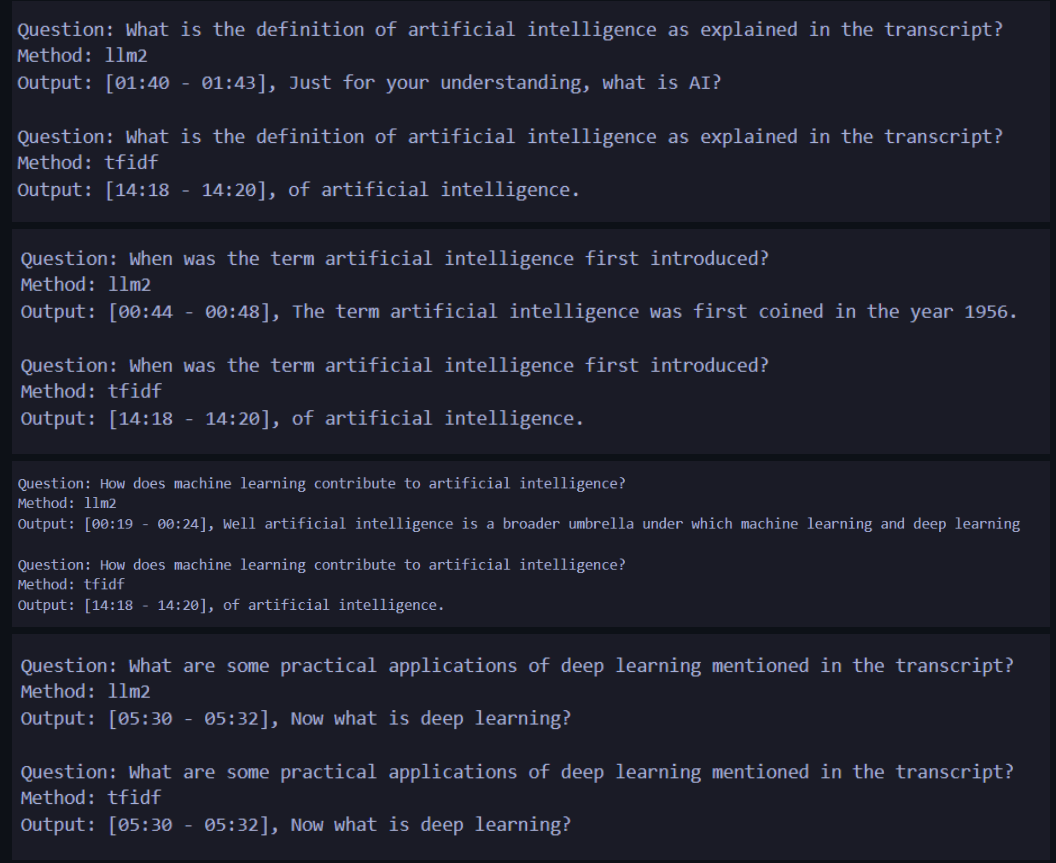 Question: What is the definition of artificial intelligence as explained in the transcript?
Method: llm2
Output: [01:40 - 01:43], Just for your understanding, what is AI?
Question: What is the definition of artificial intelligence as explained in the transcript?
Method: tfidf
Output: [14:18 - 14:20], of artificial intelligence.
Question: When was the term artificial intelligence first introduced?
Method: llm2
Output: [00:44 - 00:48], The term artificial intelligence was first coined in the year 1956.
Question: When was the term artificial intelligence first introduced?
Method: tfidf
Output: [14:18 - 14:20], of artificial intelligence.
Question: How does machine learning contribute to artificial intelligence?
Method: llm2
Output: [00:19 - 00:24], Well artificial intelligence is a broader umbrella under which machine learning and deep learning
Question: How does machine learning contribute to artificial intelligence?
Method: tfidf
Output: [14:18 - 14:20], of artificial intelligence.
Question: What are some practical applications of deep learning mentioned in the transcript?
Method: llm2
Output: [05:30 - 05:32], Now what is deep learning?
Question: What are some practical applications of deep learning mentioned in the transcript?
Method: tfidf
Output: [05:30 - 05:32], Now what is deep learning?